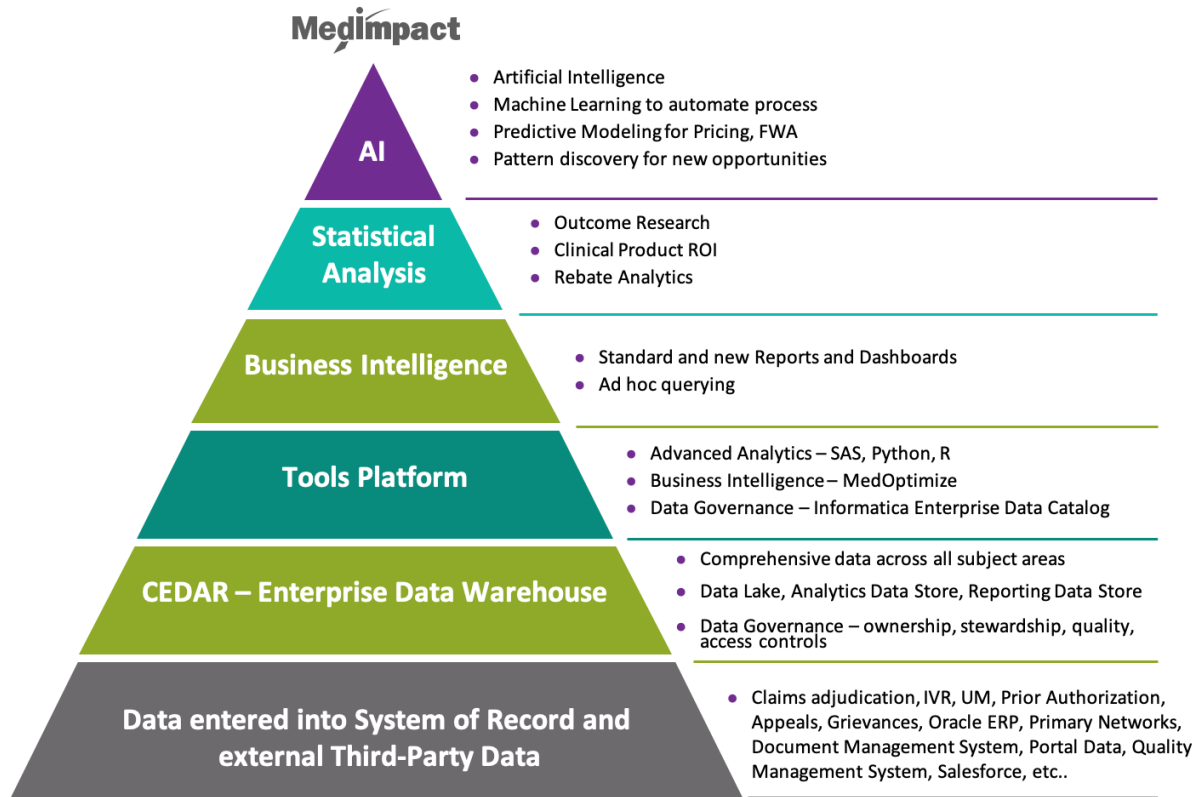 MedImpact
AI
• Artificial Intelligence
• Machine Learning to automate process
• Predictive Modeling for Pricing, FWA
• Pattern discovery for new opportunities
Statistical
Analysis
• Outcome Research
• Clinical Product ROI
• Rebate Analytics
Business Intelligence
• Standard and new Reports and Dashboards
• Ad hoc querying
Tools Platform
• Advanced Analytics – SAS, Python, R
• Business Intelligence – MedOptimize
• Data Governance – Informatica Enterprise Data Catalog
CEDAR – Enterprise Data Warehouse
• Comprehensive data across all subject areas
• Data Lake, Analytics Data Store, Reporting Data Store
• Data Governance – ownership, stewardship, quality,
access controls
Data entered into System of Record and
external Third-Party Data
• Claims adjudication, IVR, UM, Prior Authorization,
Appeals, Grievances, Oracle ERP, Primary Networks,
Document Management System, Portal Data, Quality
Management System, Salesforce, etc..